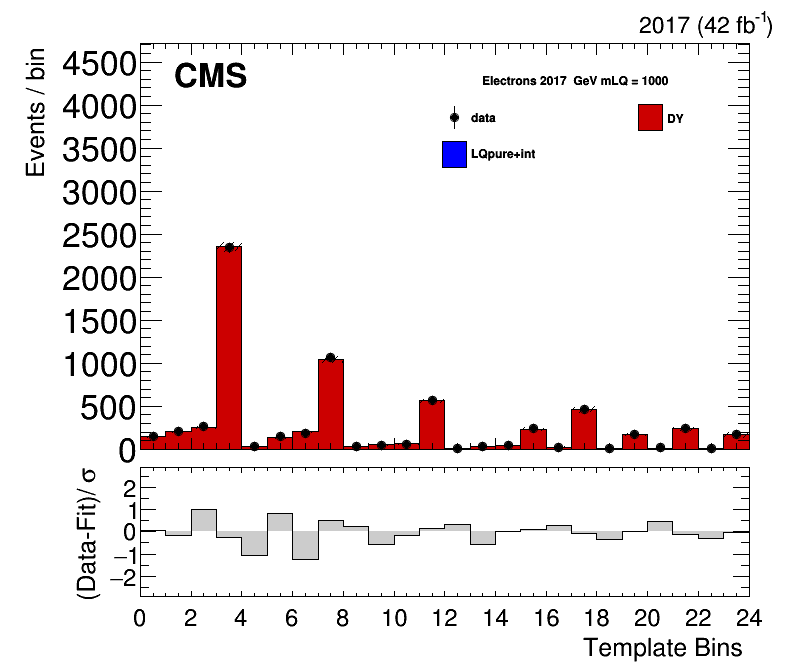 2017 (42 fb-1)
CMS
Electrons 2017 GeV mLQ = 1000
data
DY
LQpure+int
Events / bin
4500
4000
3500
3000
2500
2000
1500
1000
500
0
(Data-Fit)/ σ
2
1
0
−1
−2
0 2 4 6 8 10 12 14 16 18 20 22 24
Template Bins